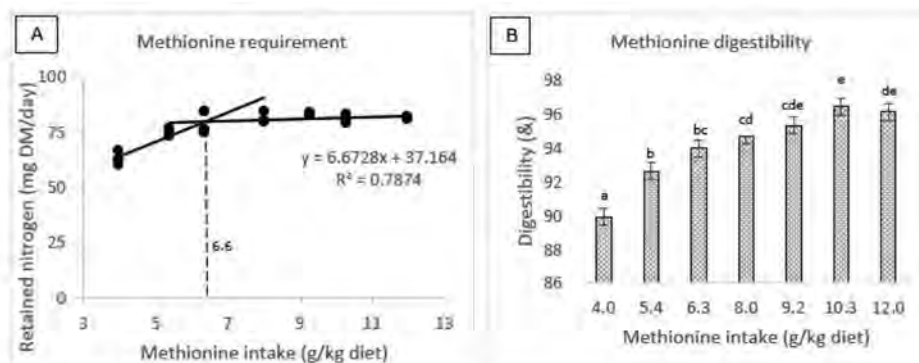 A
Methionine requirement
Retained nitrogen (mg DM/day)
100
75
50
25
0
y = 6.6728x + 37.164
R² = 0.7874
6.6
3
5
7
9
11
13
Methionine intake (g/kg diet)
B
Methionine digestibility
Digestibility (&)
98
96
94
92
90
88
86
a
b
bc
cd
cde
e
de
4.0
5.4
6.3
8.0
9.2
10.3
12.0
Methionine intake (g/kg diet)